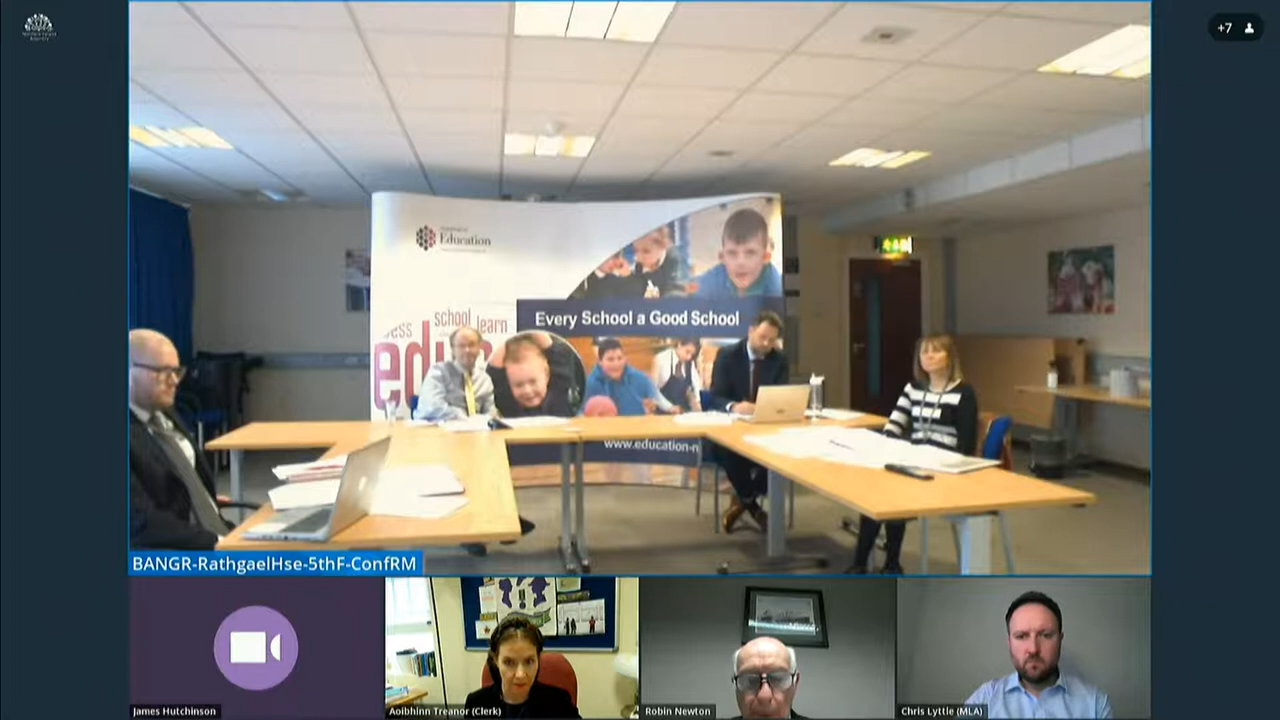 +7
Education
ess
school
learn
edu
Every School a Good School
www.education-n
BANGR-RathgaelHse-5thF-ConfRM
James Hutchinson
Aoibhinn Treanor (Clerk)
Robin Newton
Chris Lyttle (MLA)